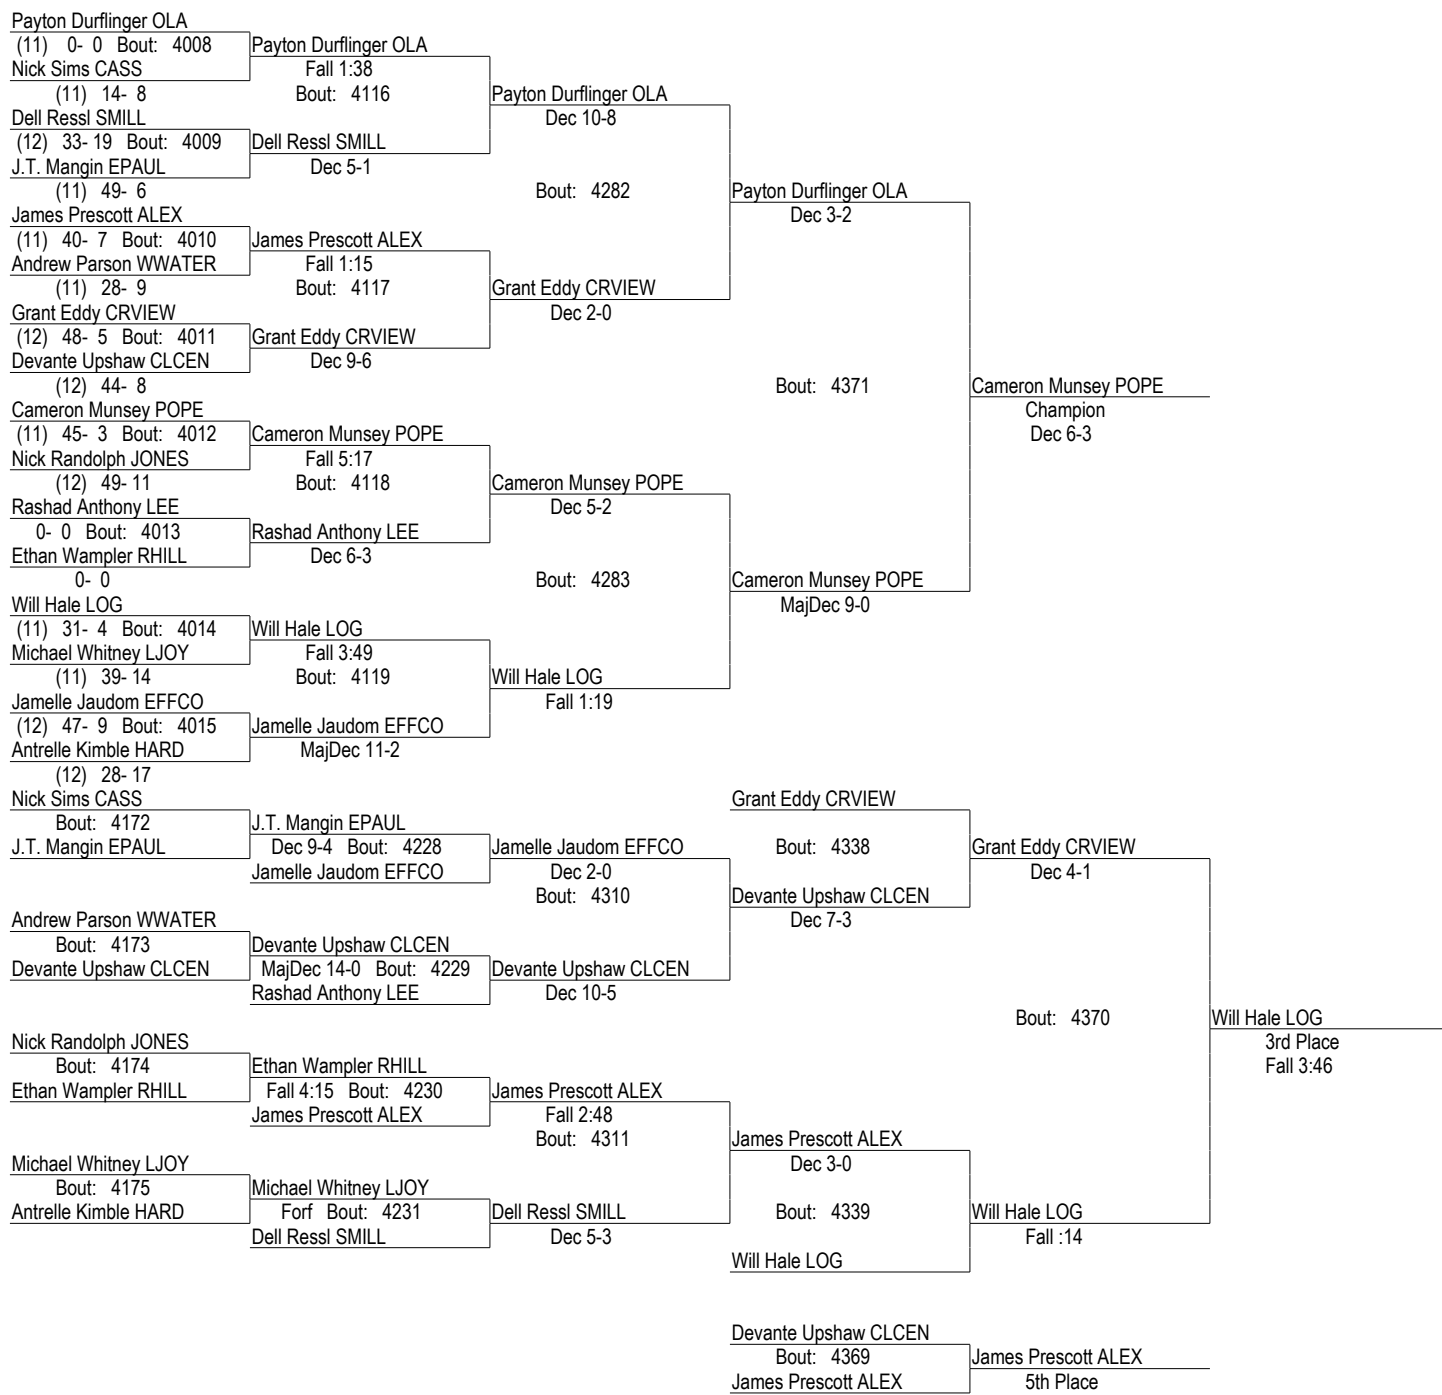 Payton Durflinger OLA
(11) 0- 0 Bout: 4008 Payton Durflinger OLA
Nick Sims CASS Fall 1:38
(11) 14- 8 Bout: 4116 Payton Durflinger OLA
Dell Ressl SMILL Dec 10-8
(12) 33- 19 Bout: 4009 Dell Ressl SMILL
J.T. Mangin EPAUL Dec 5-1
(11) 49- 6 Bout: 4282 Payton Durflinger OLA
James Prescott ALEX Dec 3-2
(11) 40- 7 Bout: 4010 James Prescott ALEX
Andrew Parson WWATER Fall 1:15
(11) 28- 9 Bout: 4117 Grant Eddy CRVIEW
Grant Eddy CRVIEW Dec 2-0
(12) 48- 5 Bout: 4011 Grant Eddy CRVIEW
Devante Upshaw CLCEN Dec 9-6
(12) 44- 8 Bout: 4371 Cameron Munsey POPE
Cameron Munsey POPE Champion
(11) 45- 3 Bout: 4012 Cameron Munsey POPE Dec 6-3
Nick Randolph JONES Fall 5:17
(12) 49- 11 Bout: 4118 Cameron Munsey POPE
Rashad Anthony LEE Dec 5-2
0- 0 Bout: 4013 Rashad Anthony LEE
Ethan Wampler RHILL Dec 6-3
0- 0 Bout: 4283 Cameron Munsey POPE
Will Hale LOG MajDec 9-0
(11) 31- 4 Bout: 4014 Will Hale LOG
Michael Whitney LJOY Fall 3:49
(11) 39- 14 Bout: 4119 Will Hale LOG
Jamelle Jaudom EFFCO Fall 1:19
(12) 47- 9 Bout: 4015 Jamelle Jaudom EFFCO
Antrelle Kimble HARD MajDec 11-2
(12) 28- 17
Nick Sims CASS Grant Eddy CRVIEW
Bout: 4172 J.T. Mangin EPAUL
J.T. Mangin EPAUL Dec 9-4 Bout: 4228 Jamelle Jaudom EFFCO Bout: 4338 Grant Eddy CRVIEW
Jamelle Jaudom EFFCO Dec 2-0 Dec 4-1
Bout: 4310 Devante Upshaw CLCEN
Andrew Parson WWATER Dec 7-3
Bout: 4173 Devante Upshaw CLCEN
Devante Upshaw CLCEN MajDec 14-0 Bout: 4229 Devante Upshaw CLCEN
Rashad Anthony LEE Dec 10-5
Bout: 4370 Will Hale LOG
Nick Randolph JONES 3rd Place
Bout: 4174 Ethan Wampler RHILL Fall 3:46
Ethan Wampler RHILL Fall 4:15 Bout: 4230 James Prescott ALEX
James Prescott ALEX Fall 2:48
Bout: 4311 James Prescott ALEX
Michael Whitney LJOY Dec 3-0
Bout: 4175 Michael Whitney LJOY
Antrelle Kimble HARD Forf Bout: 4231 Dell Ressl SMILL Bout: 4339 Will Hale LOG
Dell Ressl SMILL Dec 5-3 Fall :14
Will Hale LOG
Devante Upshaw CLCEN
Bout: 4369 James Prescott ALEX
James Prescott ALEX 5th Place